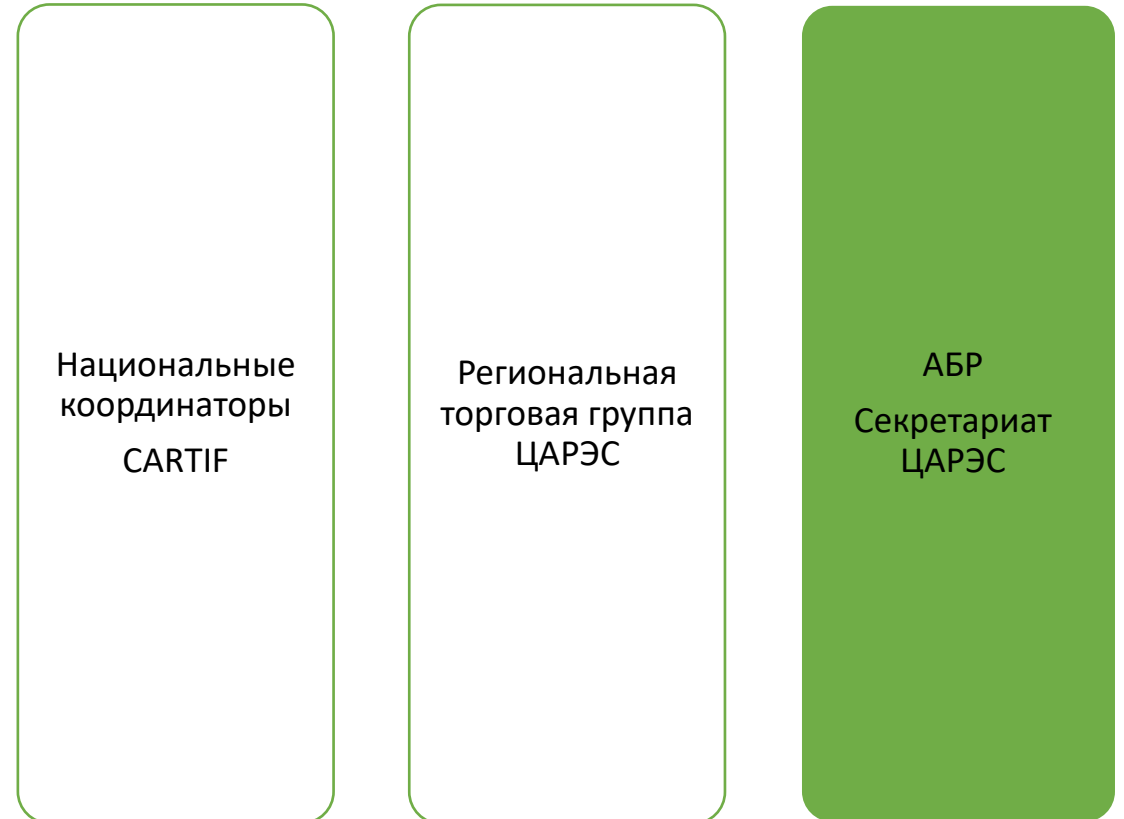 Национальные
координаторы
CARTIF
Региональная
торговая группа
ЦАРЭС
АБР
Секретариат
ЦАРЭС